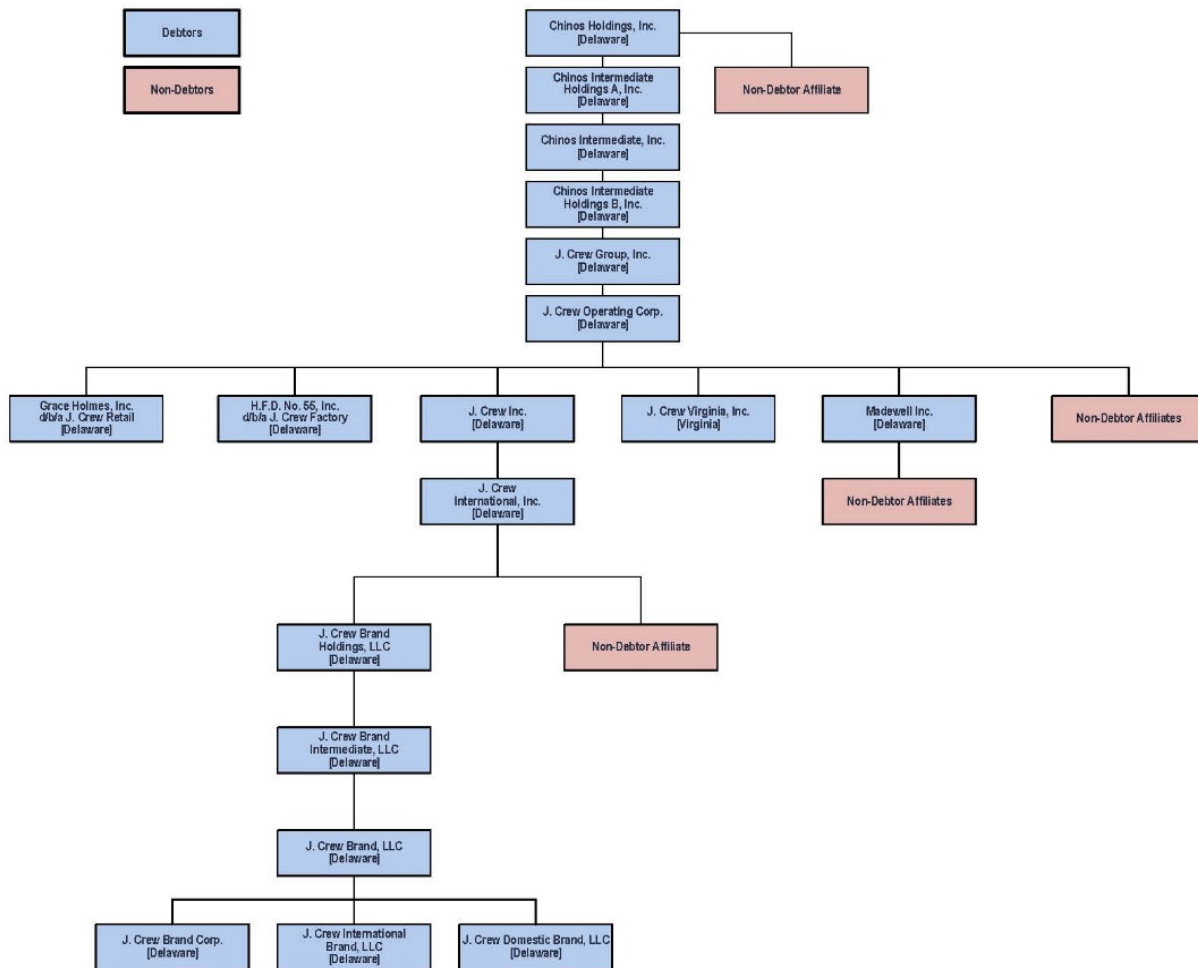 Debtors
Non-Debtors
Chinos Holdings, Inc.
[Delaware]
Chinos Intermediate
Holdings A, Inc.
[Delaware]
Non-Debtor Affiliate
Chinos Intermediate, Inc.
[Delaware]
Chinos Intermediate
Holdings B, Inc.
[Delaware]
J. Crew Group, Inc.
[Delaware]
J. Crew Operating Corp.
[Delaware]
Grace Holmes, Inc.
d/b/a J. Crew Retail
[Delaware]
H.F.D. No. 55, Inc.
d/b/a J. Crew Factory
[Delaware]
J. Crew Inc.
[Delaware]
J. Crew Virginia, Inc.
[Virginia]
Madewell Inc.
[Delaware]
Non-Debtor Affiliates
J. Crew
International, Inc.
[Delaware]
Non-Debtor Affiliates
J. Crew Brand
Holdings, LLC
[Delaware]
Non-Debtor Affiliate
J. Crew Brand
Intermediate, LLC
[Delaware]
J. Crew Brand, LLC
[Delaware]
J. Crew Brand Corp.
[Delaware]
J. Crew International
Brand, LLC
[Delaware]
J. Crew Domestic Brand, LLC
[Delaware]